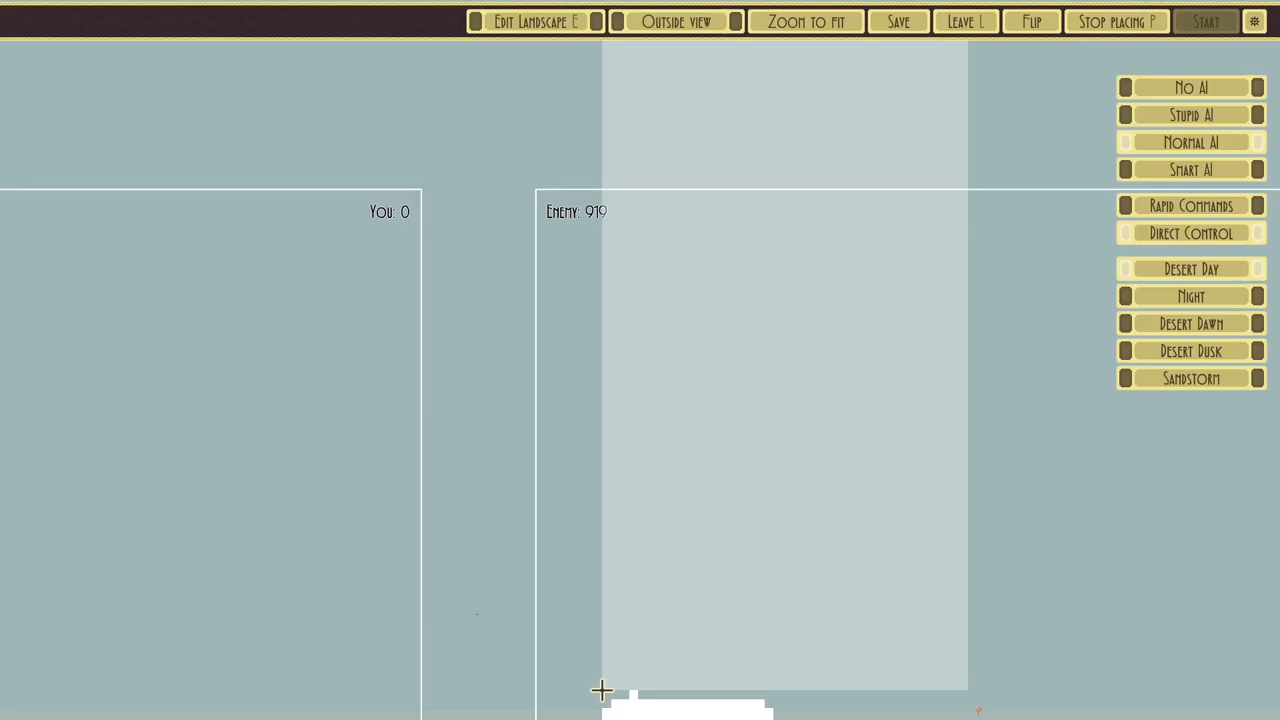 Edit Landscape E
Outside view
Zoom to fit
Save
Leave L
Flip
Stop placing P
Start
No AI
Stupid AI
Normal AI
Smart AI
You: 0
Enemy: 919
Rapid Commands
Direct Control
Desert Day
Night
Desert Dawn
Desert Dusk
Sandstorm